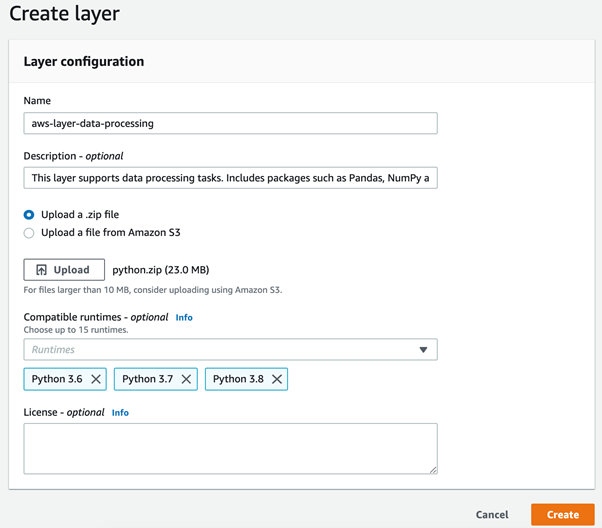 Create layer
Layer configuration
Name
aws-layer-data-processing
Description - optional
This layer supports data processing tasks. Includes packages such as Pandas, NumPy a
Upload a .zip file
Upload a file from Amazon S3
Upload python.zip (23.0 MB)
For files larger than 10 MB, consider uploading using Amazon S3.
Compatible runtimes - optional Info
Choose up to 15 runtimes.
Runtimes
Python 3.6 Python 3.7 Python 3.8
License - optional Info
Cancel Create